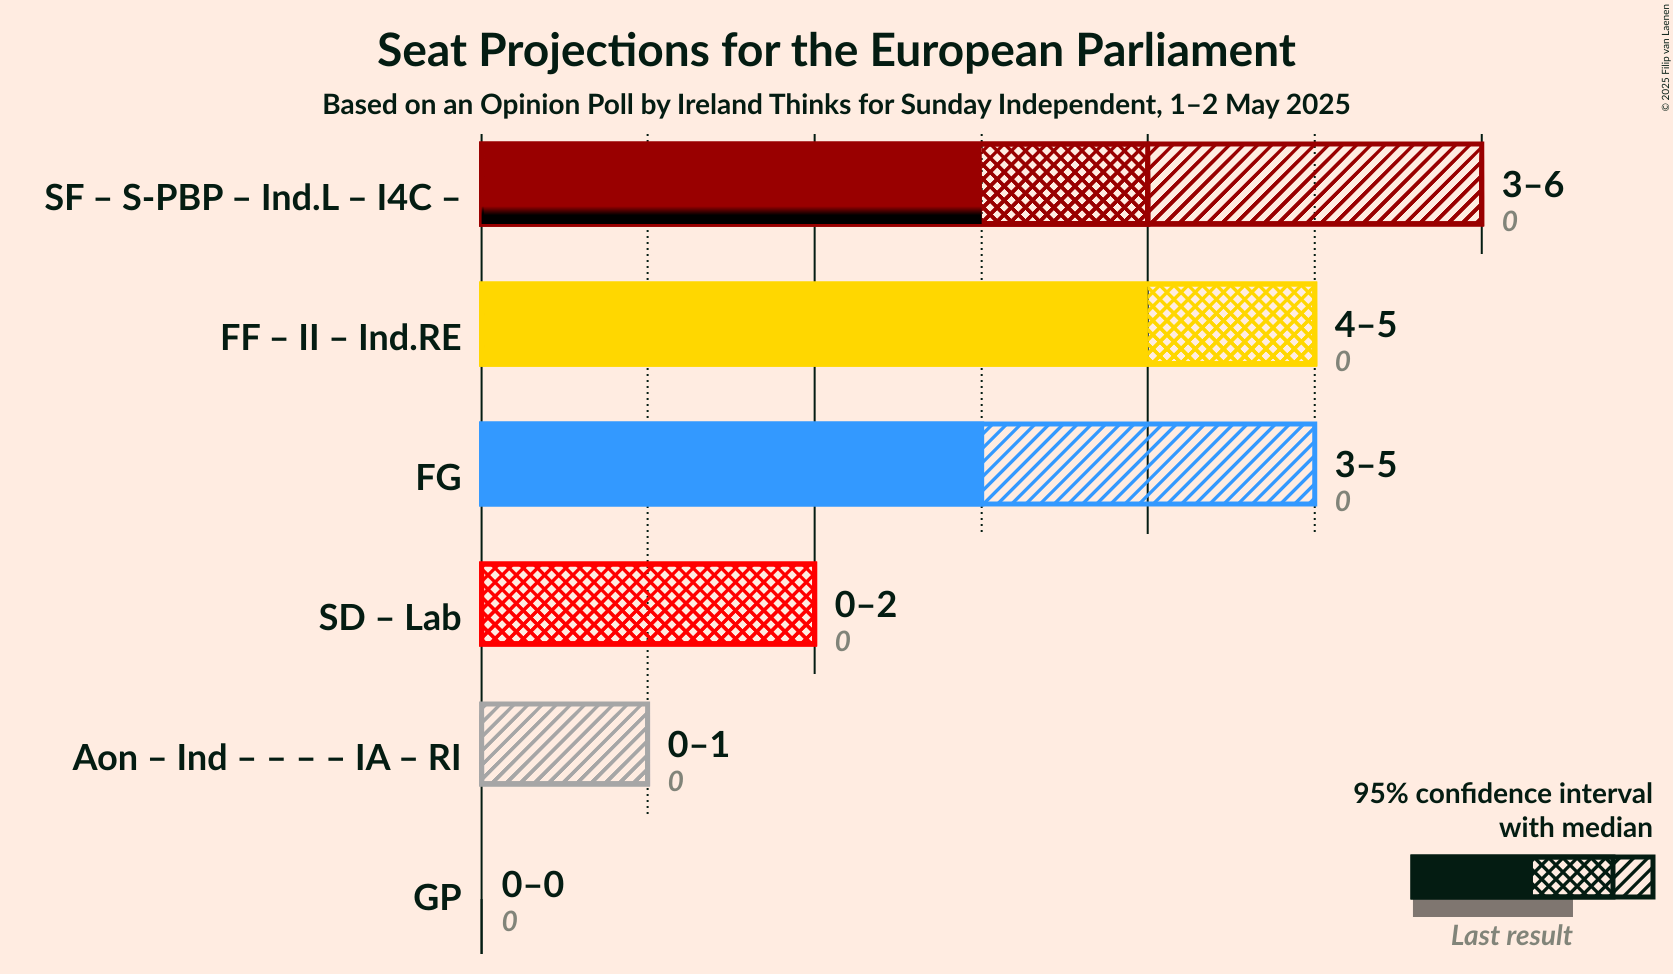 Seat Projections for the European Parliament
Based on an Opinion Poll by Ireland Thinks for Sunday Independent, 1–2 May 2025
© 2025 Filip van Laenen
SF – S-PBP – Ind.L – I4C –
3–6
0
FF – II – Ind.RE
4–5
0
FG
3–5
0
SD – Lab
0–2
0
Aon – Ind – – – – IA – RI
0–1
0
GP
0–0
0
95% confidence interval
with median
Last result